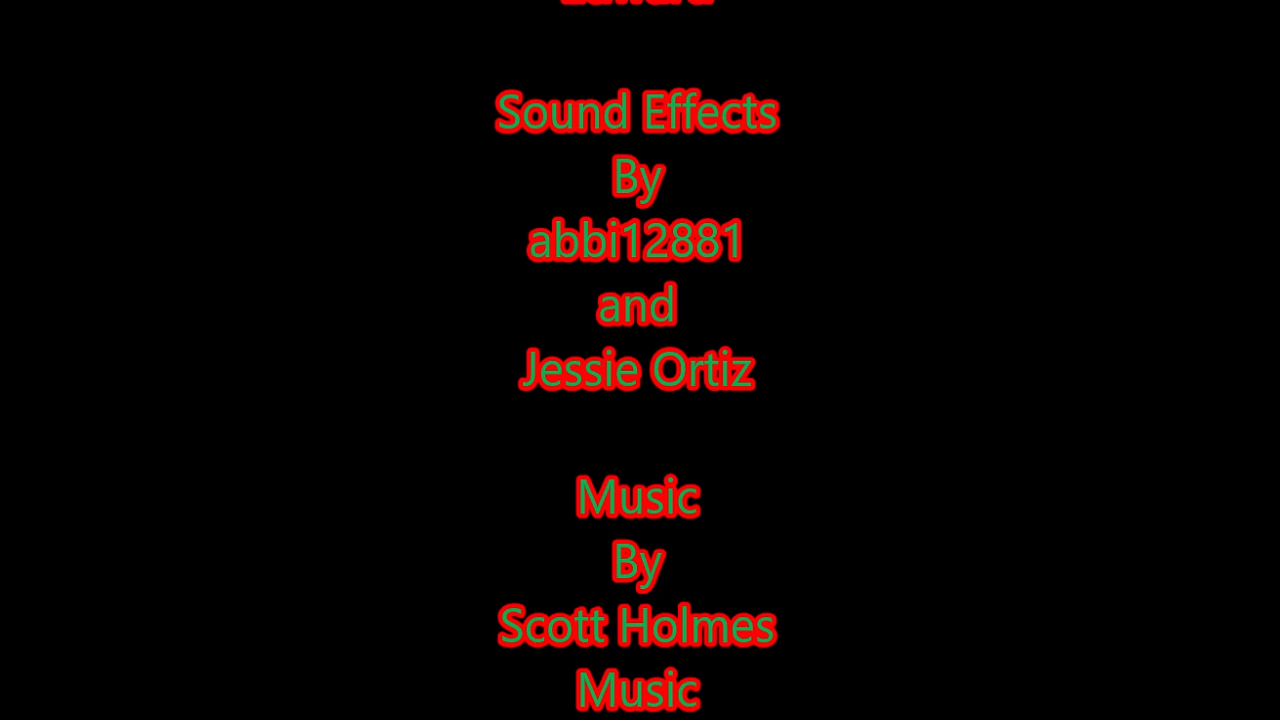 Sound Effects
By
abbi12881
and
Jessie Ortiz
Music
By
Scott Holmes
Music